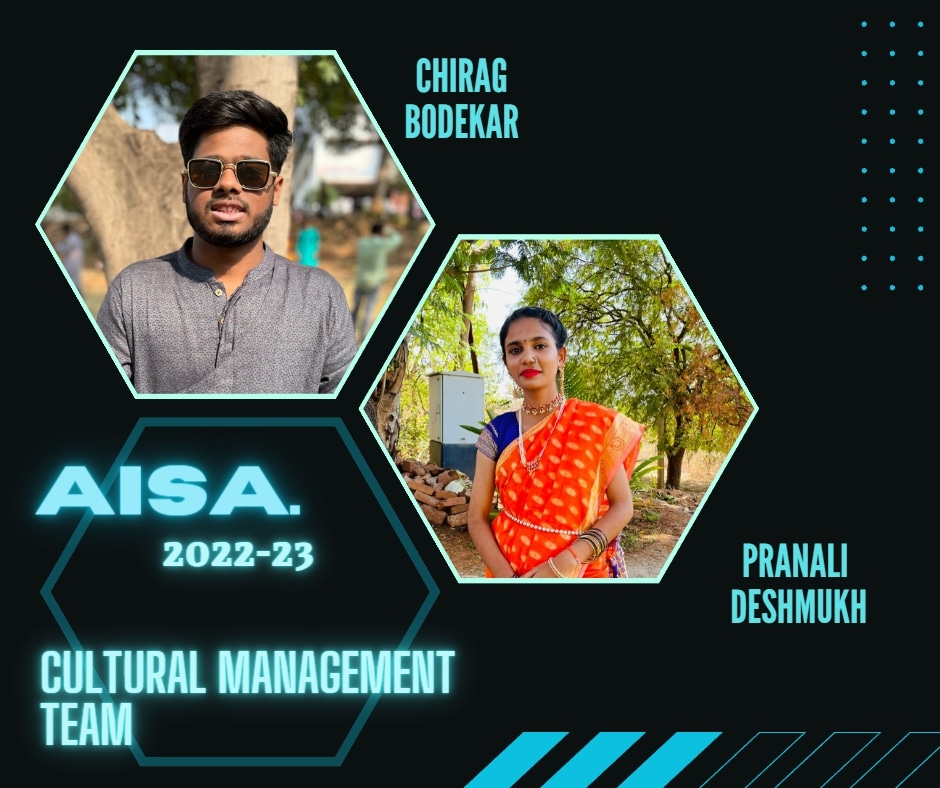 CHIRAG
BODEKAR
AISA.
2022-23
PRANALI
DESHMUKH
CULTURAL MANAGEMENT
TEAM